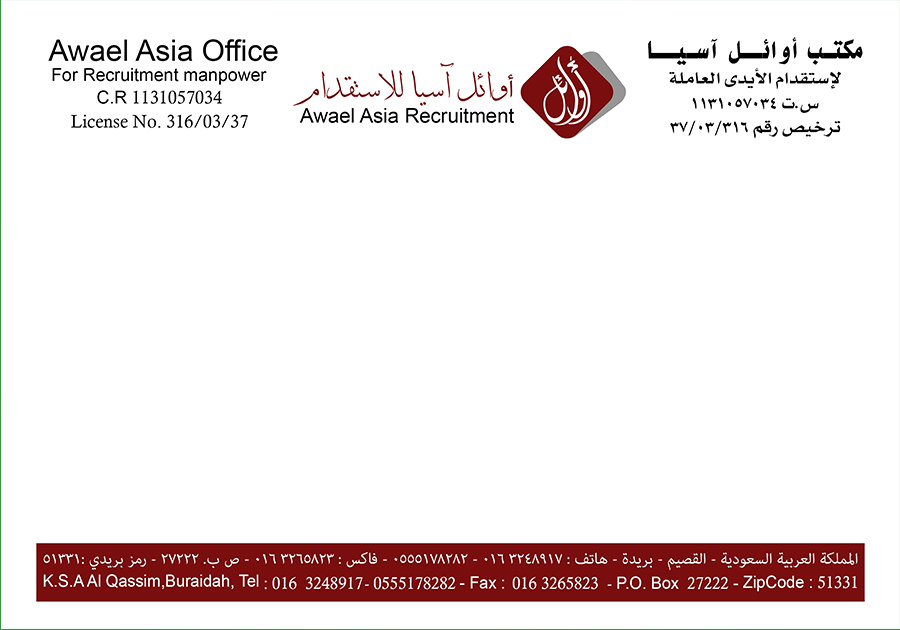 Awael Asia Office
For Recruitment manpower
C.R 1131057034
License No. 316/03/37
أوائل آسيا للاستقدام
Awael Asia Recruitment
أوائل
مكتب أوائل آسيا
لإستقدام الأيدى العاملة
س.ت ١١٣١٠٥٧٠٣٤
ترخيص رقم ٣٧/٠٣/٣١٦
المملكة العربية السعودية - القصيم - بريدة - هاتف : ٣٢٤٨٩١٧ ٠١٦ - ٠٥٥٥١٧٨٢٨٢ - فاكس : ٣٢٦٥٨٢٣ ٠١٦ - ص ب. ٢٧٢٢٢ - رمز بريدي :٥١٣٣١
K.S.A Al Qassim,Buraidah, Tel : 016 3248917- 0555178282 - Fax : 016 3265823 - P.O. Box 27222 - ZipCode : 51331